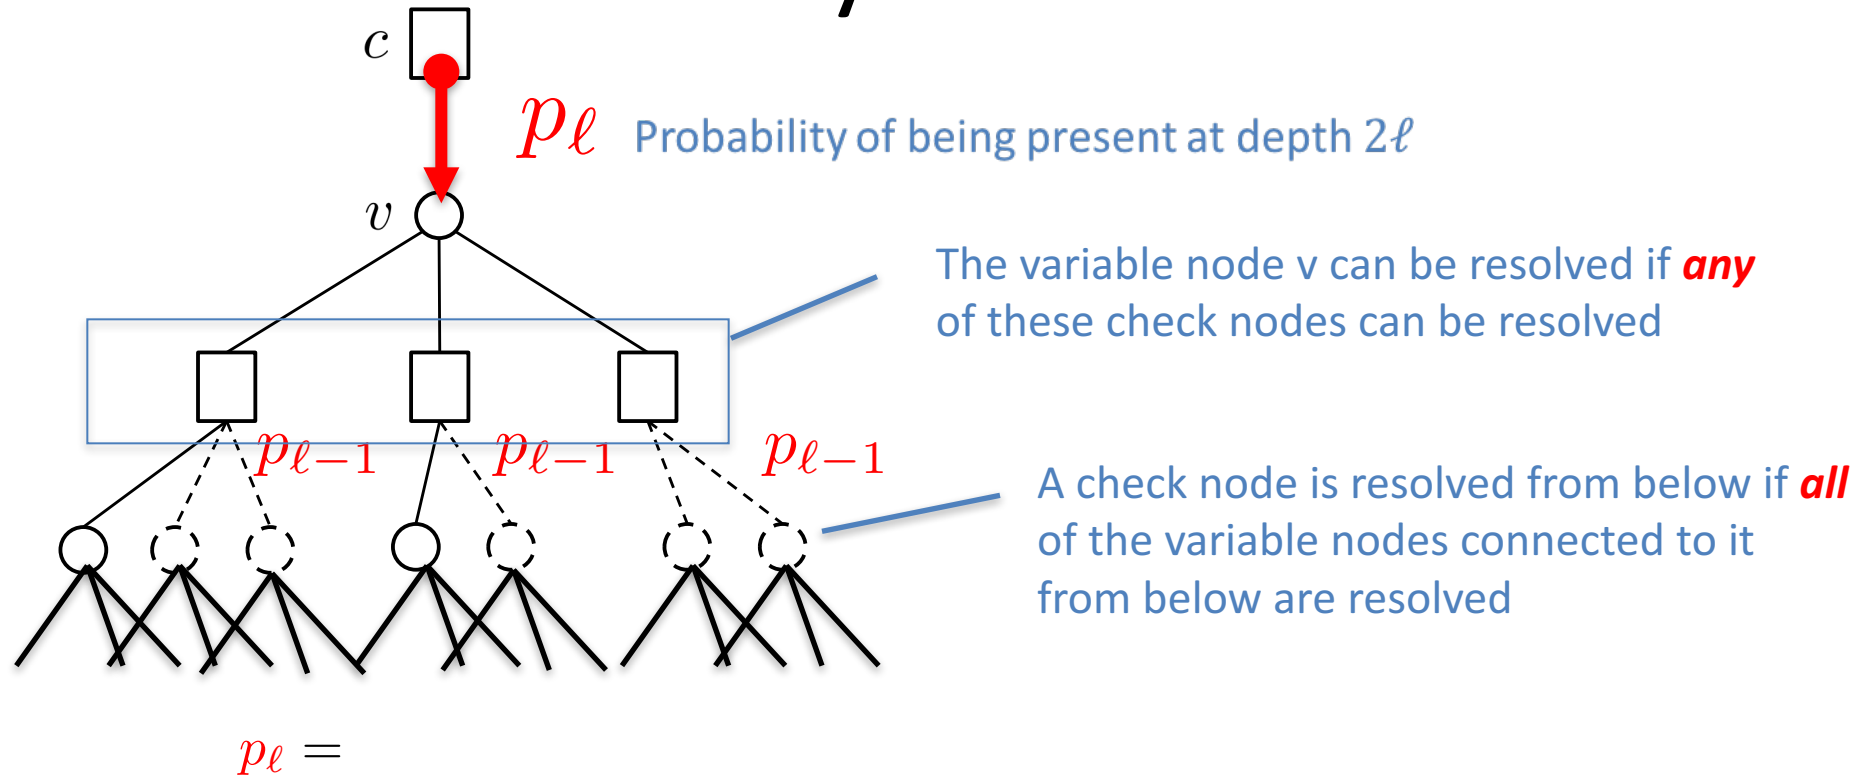 c
p_ℓ Probability of being present at depth 2ℓ
v
The variable node v can be resolved if any
of these check nodes can be resolved
p_{ℓ-1} p_{ℓ-1} p_{ℓ-1}
A check node is resolved from below if all
of the variable nodes connected to it
from below are resolved
p_ℓ =